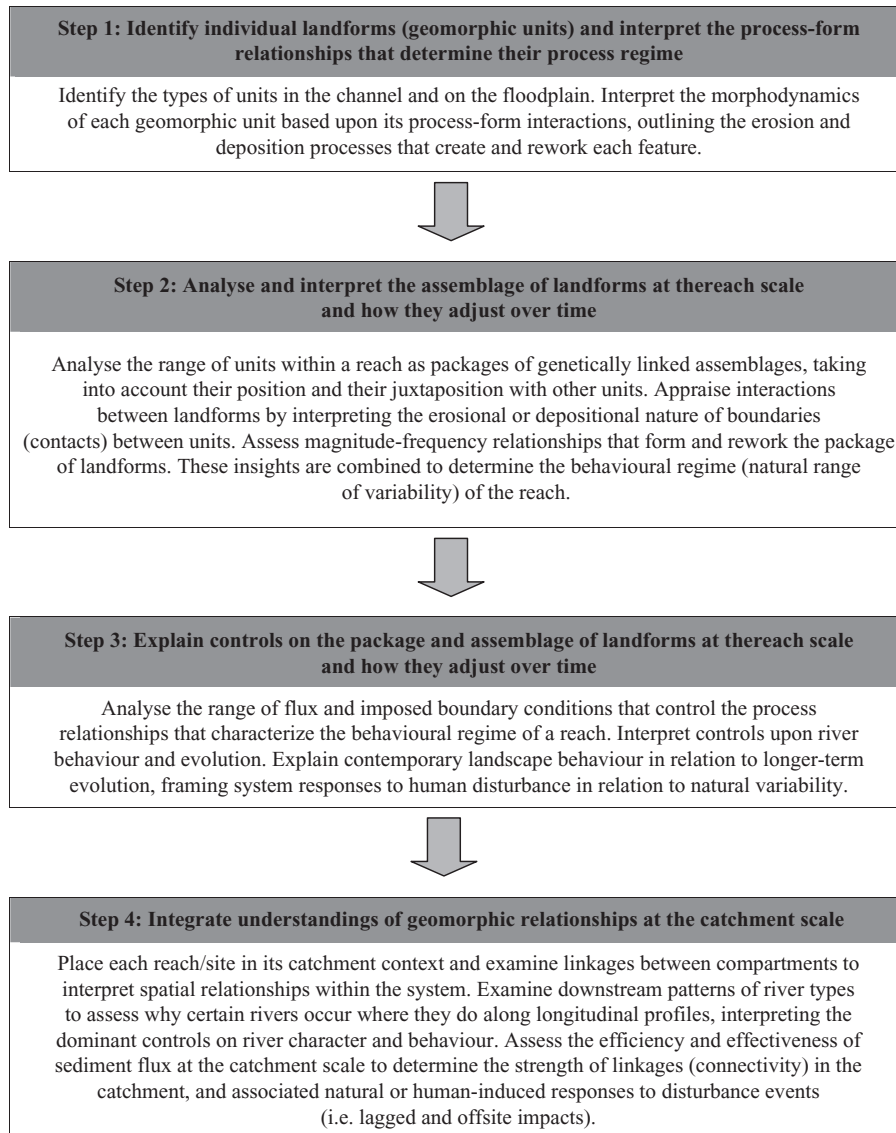 Step 1: Identify individual landforms (geomorphic units) and interpret the process-form
relationships that determine their process regime
Identify the types of units in the channel and on the floodplain. Interpret the morphodynamics
of each geomorphic unit based upon its process-form interactions, outlining the erosion and
deposition processes that create and rework each feature.
Step 2: Analyse and interpret the assemblage of landforms at thereach scale
and how they adjust over time
Analyse the range of units within a reach as packages of genetically linked assemblages, taking
into account their position and their juxtaposition with other units. Appraise interactions
between landforms by interpreting the erosional or depositional nature of boundaries
(contacts) between units. Assess magnitude-frequency relationships that form and rework the package
of landforms. These insights are combined to determine the behavioural regime (natural range
of variability) of the reach.
Step 3: Explain controls on the package and assemblage of landforms at thereach scale
and how they adjust over time
Analyse the range of flux and imposed boundary conditions that control the process
relationships that characterize the behavioural regime of a reach. Interpret controls upon river
behaviour and evolution. Explain contemporary landscape behaviour in relation to longer-term
evolution, framing system responses to human disturbance in relation to natural variability.
Step 4: Integrate understandings of geomorphic relationships at the catchment scale
Place each reach/site in its catchment context and examine linkages between compartments to
interpret spatial relationships within the system. Examine downstream patterns of river types
to assess why certain rivers occur where they do along longitudinal profiles, interpreting the
dominant controls on river character and behaviour. Assess the efficiency and effectiveness of
sediment flux at the catchment scale to determine the strength of linkages (connectivity) in the
catchment, and associated natural or human-induced responses to disturbance events
(i.e. lagged and offsite impacts).